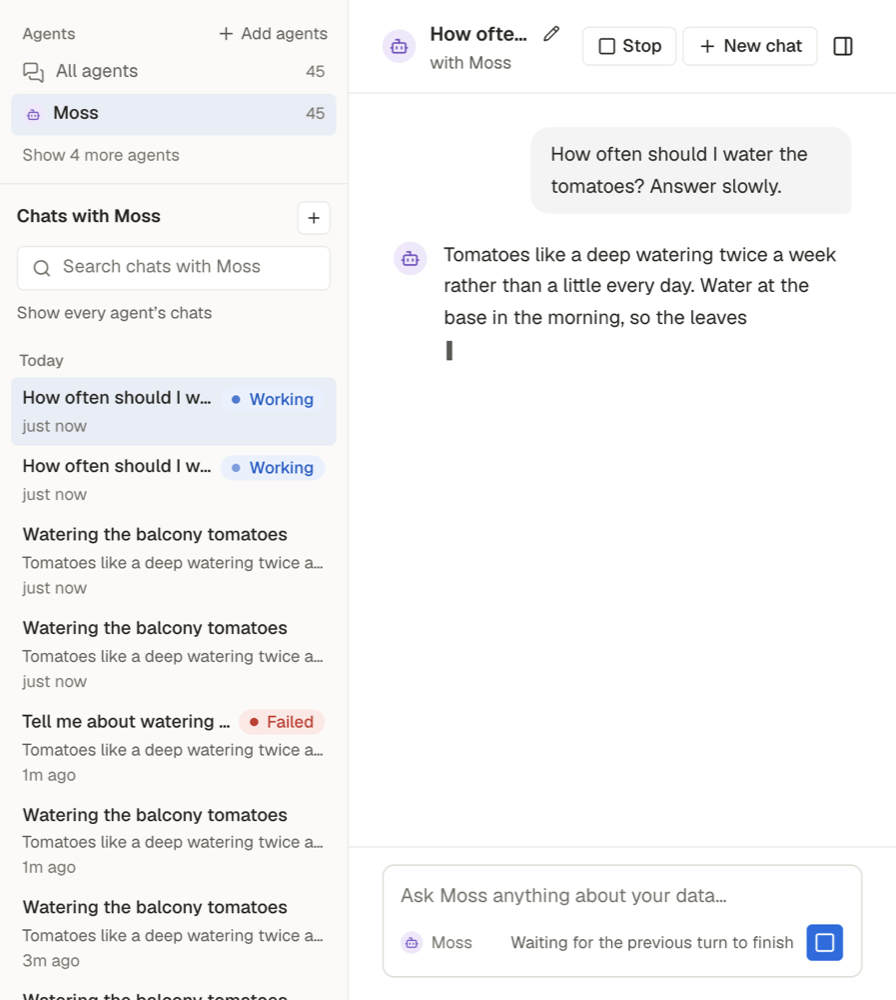 Agents
Add agents
All agents
45
Moss
45
Show 4 more agents
Chats with Moss
Search chats with Moss
Show every agent's chats
Today
How often should I w...
Working
just now
How often should I w...
Working
just now
Watering the balcony tomatoes
Tomatoes like a deep watering twice a...
just now
Watering the balcony tomatoes
Tomatoes like a deep watering twice a...
just now
Tell me about watering ...
Failed
Tomatoes like a deep watering twice a...
1m ago
Watering the balcony tomatoes
Tomatoes like a deep watering twice a...
1m ago
Watering the balcony tomatoes
Tomatoes like a deep watering twice a...
3m ago
Watering the balcony tomatoes
How ofte...
with Moss
Stop
New chat
How often should I water the
tomatoes? Answer slowly.
Tomatoes like a deep watering twice a week
rather than a little every day. Water at the
base in the morning, so the leaves
Ask Moss anything about your data...
Moss
Waiting for the previous turn to finish